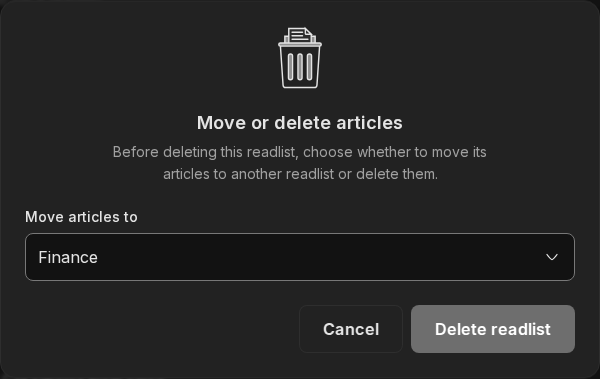 Move or delete articles
Before deleting this readlist, choose whether to move its
articles to another readlist or delete them.
Move articles to
Finance
Cancel
Delete readlist